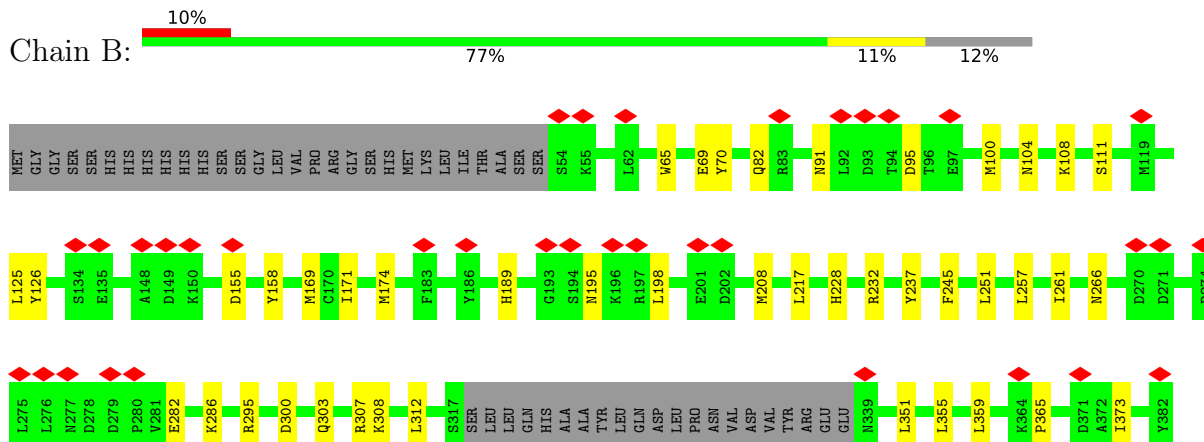 10%
Chain B:
77% 11% 12%
MET GLY GLY SER SER HIS HIS HIS HIS HIS HIS SER SER GLY LEU VAL PRO ARG GLY SER HIS MET LYS LEU ILE THR ALA SER SER S54 K55 L62 W65 E69 Y70 Q82 R83 N91 L92 D93 T94 D95 T96 E97 M100 N104 K108 S111 M119
L125 Y126 S134 E135 A148 D149 K150 D155 Y158 M169 C170 I171 M174 F183 Y186 H189 G193 S194 N195 K196 R197 L198 E201 D202 M208 L217 H228 R232 Y237 F245 L251 L257 I261 N266 D270 D271
L275 L276 N277 D278 D279 P280 V281 E282 K286 R295 D300 Q303 R307 K308 L312 S317 SER LEU LEU GLN HIS ALA ALA TYR LEU GLN ASP LEU PRO ASN VAL ASP VAL TYR ARG GLU GLU N339 L351 L355 L359 K364 P365 D371 A372 I373 Y382